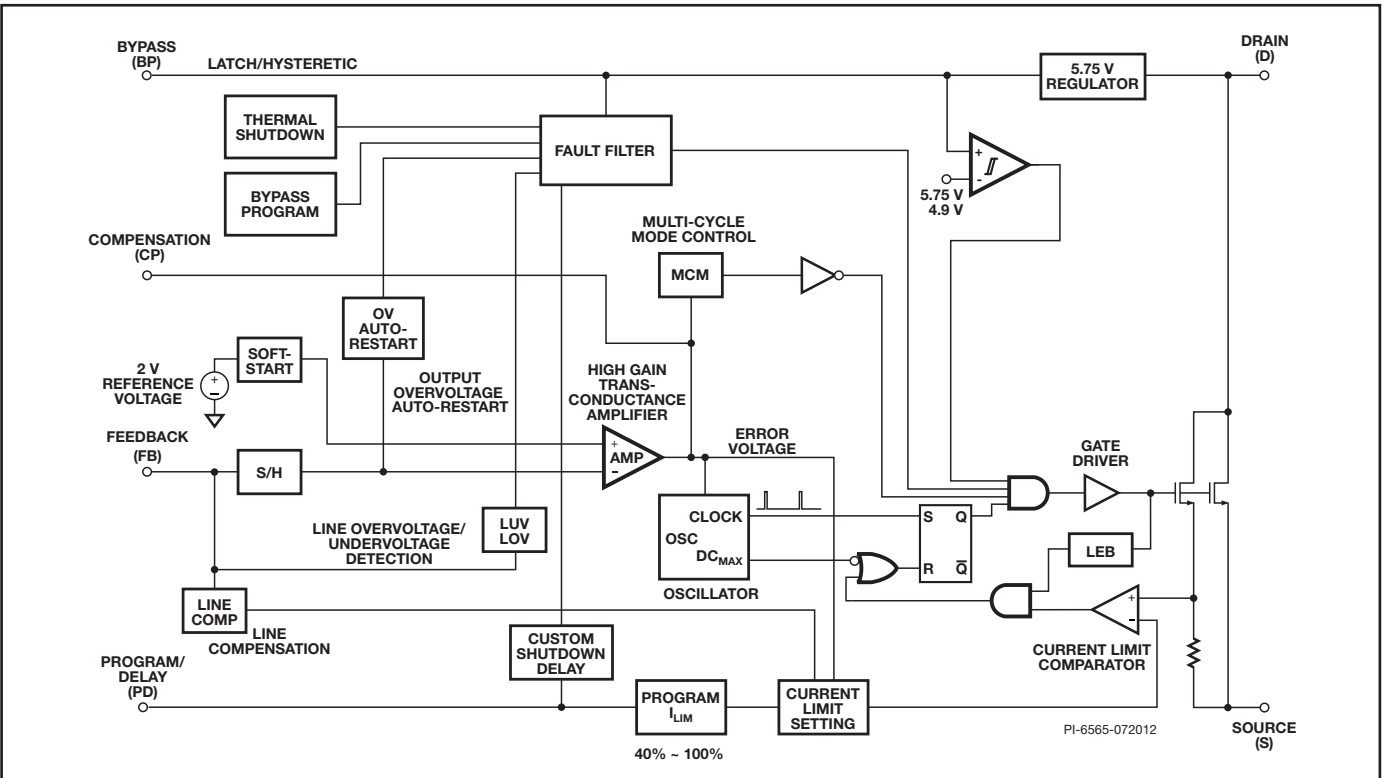 BYPASS
(BP)
LATCH/HYSTERETIC
5.75 V
REGULATOR
DRAIN
(D)
THERMAL
SHUTDOWN
FAULT FILTER
BYPASS
PROGRAM
+
-
5.75 V
4.9 V
COMPENSATION
(CP)
MULTI-CYCLE
MODE CONTROL
MCM
OV
AUTO-
RESTART
SOFT-
START
2 V
REFERENCE
VOLTAGE
+
–
OUTPUT
OVERVOLTAGE
AUTO-RESTART
HIGH GAIN
TRANS-
CONDUCTANCE
AMPLIFIER
FEEDBACK
(FB)
S/H
+
AMP
-
ERROR
VOLTAGE
GATE
DRIVER
LINE OVERVOLTAGE/
UNDERVOLTAGE
DETECTION
LUV
LOV
CLOCK
OSC
DCMAX
OSCILLATOR
S Q
R Q̅
LEB
+
–
CURRENT LIMIT
COMPARATOR
LINE
COMP
LINE
COMPENSATION
PROGRAM/
DELAY
(PD)
CUSTOM
SHUTDOWN
DELAY
PROGRAM
ILIM
40% ~ 100%
CURRENT
LIMIT
SETTING
PI-6565-072012
SOURCE
(S)